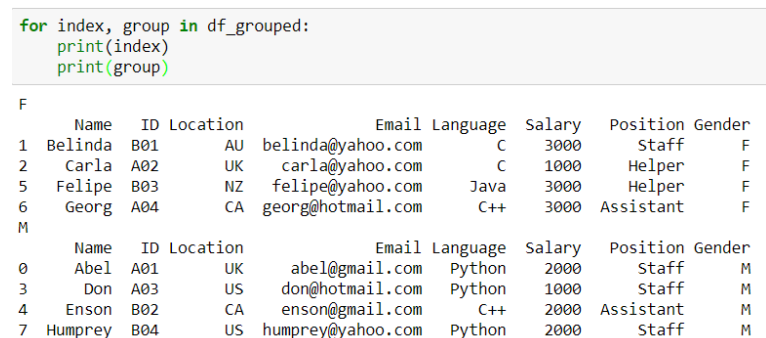 for index, group in df_grouped:
    print(index)
    print(group)
F
      Name   ID Location               Email Language  Salary   Position Gender
1  Belinda  B01       AU   belinda@yahoo.com        C    3000      Staff      F
2    Carla  A02       UK     carla@yahoo.com        C    1000     Helper      F
5   Felipe  B03       NZ    felipe@yahoo.com     Java    3000     Helper      F
6    Georg  A04       CA   georg@hotmail.com      C++    3000  Assistant      F
M
      Name   ID Location               Email Language  Salary   Position Gender
0     Abel  A01       UK      abel@gmail.com   Python    2000      Staff      M
3      Don  A03       US     don@hotmail.com   Python    1000      Staff      M
4    Enson  B02       CA     enson@gmail.com      C++    2000  Assistant      M
7  Humprey  B04       US   humprey@yahoo.com   Python    2000      Staff      M